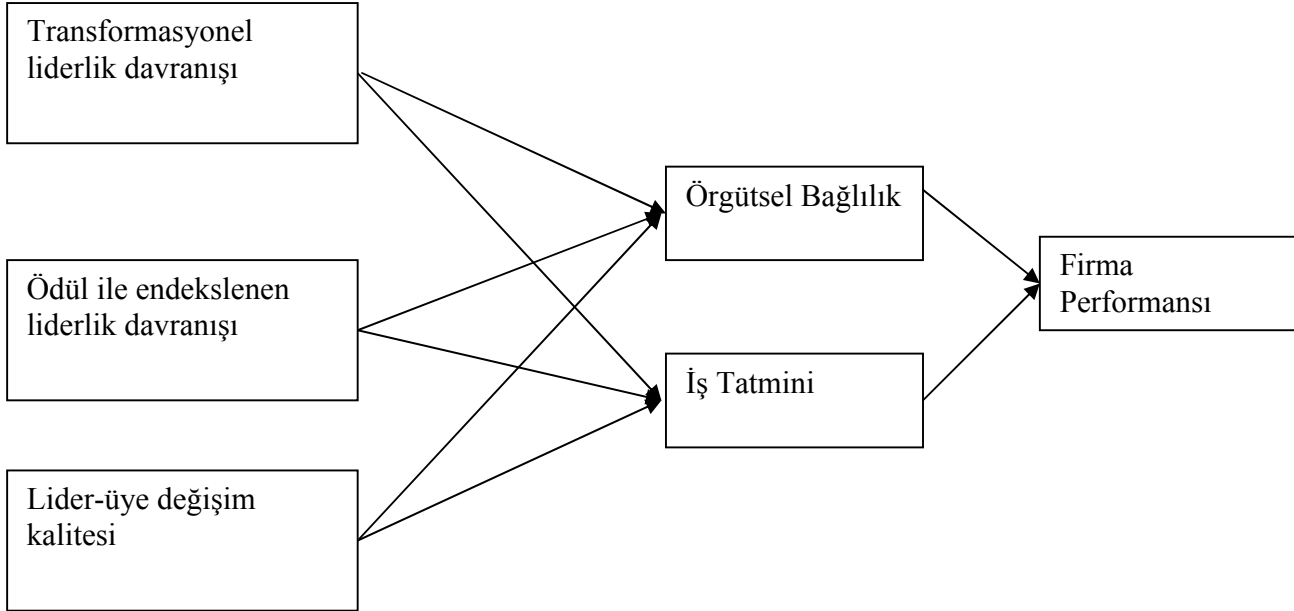 Transformasyonel
liderlik davranışı
Örgütsel Bağlılık
Firma
Performansı
Ödül ile endekslenen
liderlik davranışı
İş Tatmini
Lider-üye değişim
kalitesi